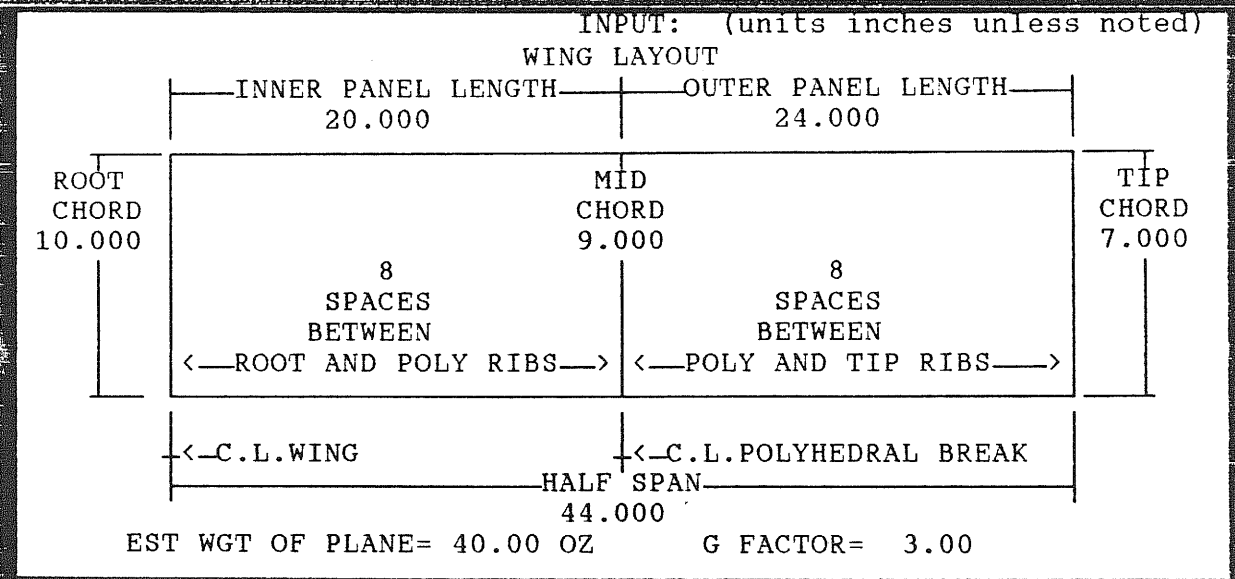 INPUT: (units inches unless noted)
WING LAYOUT
INNER PANEL LENGTH OUTER PANEL LENGTH
20.000 24.000
ROOT MID TIP
CHORD CHORD CHORD
10.000 9.000 7.000
8 8
SPACES SPACES
BETWEEN BETWEEN
<—ROOT AND POLY RIBS—> <—POLY AND TIP RIBS—>
<—C.L.WING <—C.L.POLYHEDRAL BREAK
HALF SPAN
44.000
EST WGT OF PLANE= 40.00 OZ G FACTOR= 3.00